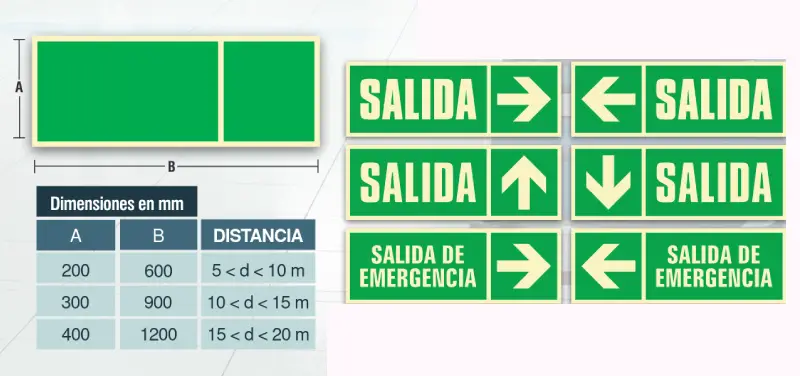 A
B
Dimensiones en mm
A B DISTANCIA
200 600 5 < d < 10 m
300 900 10 < d < 15 m
400 1200 15 < d < 20 m
SALIDA
SALIDA
SALIDA
SALIDA
SALIDA DE
EMERGENCIA
SALIDA DE
EMERGENCIA